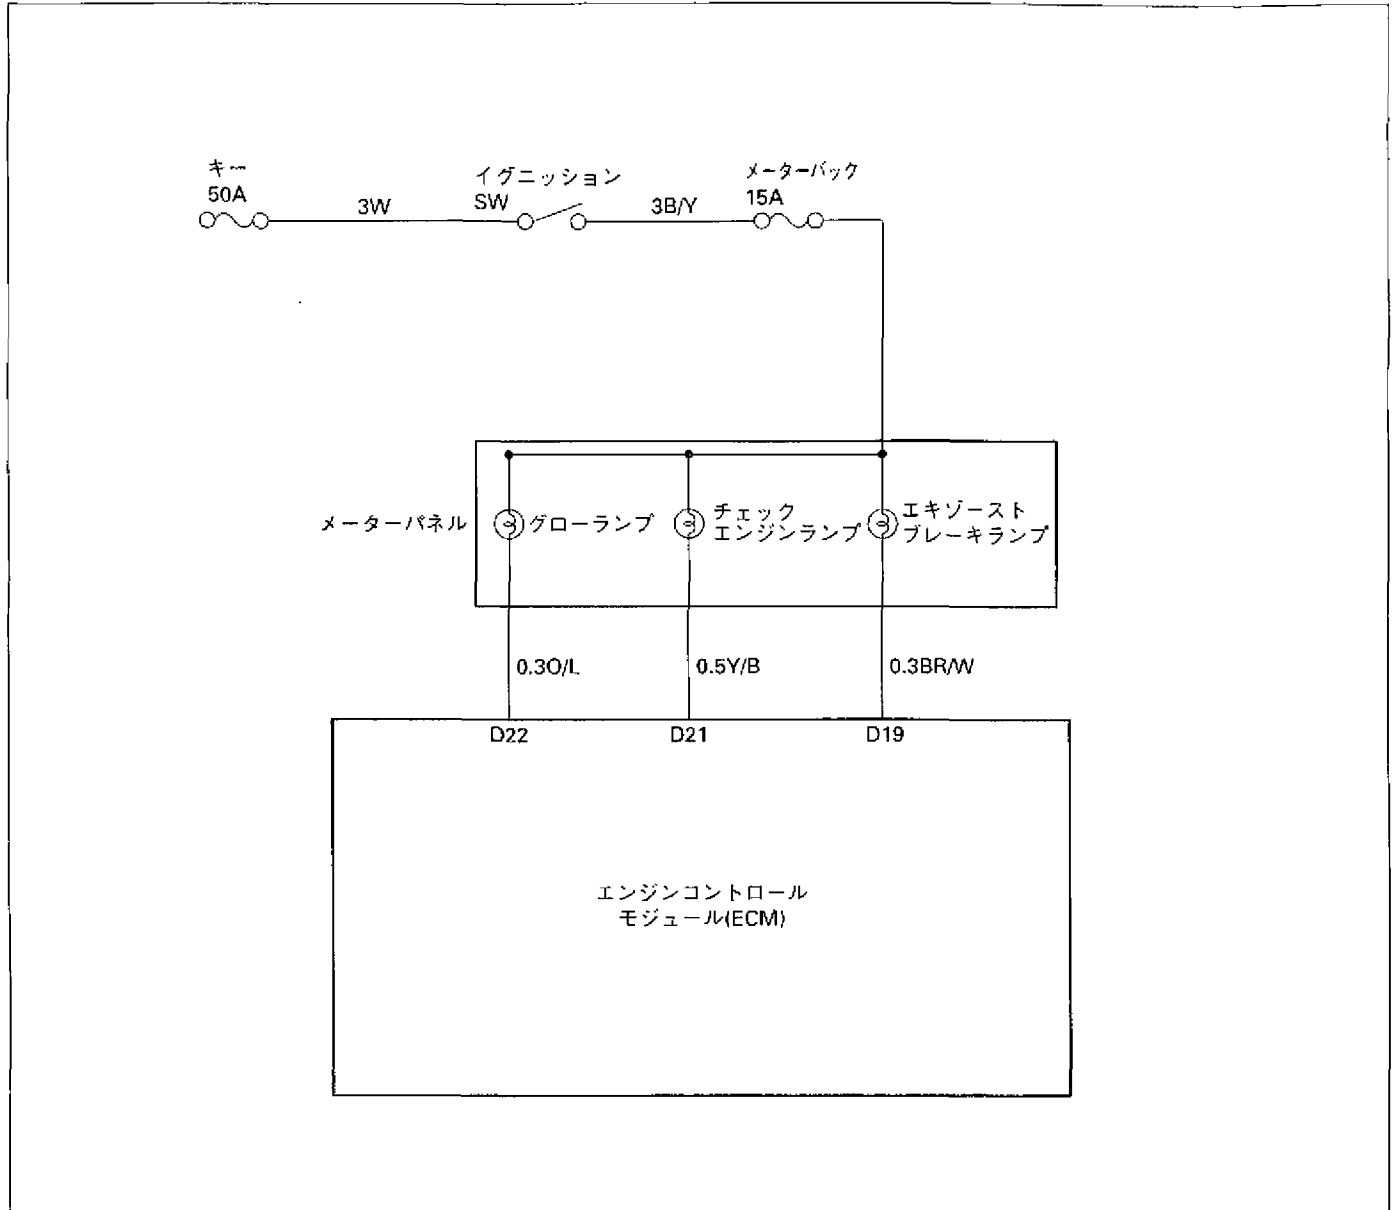 キー
50A
3W
イグニッション
SW
3B/Y
メーターバック
15A
メーターパネル
グローランプ
チェック
エンジンランプ
エキゾースト
ブレーキランプ
0.3O/L
0.5Y/B
0.3BR/W
D22
D21
D19
エンジンコントロール
モジュール(ECM)